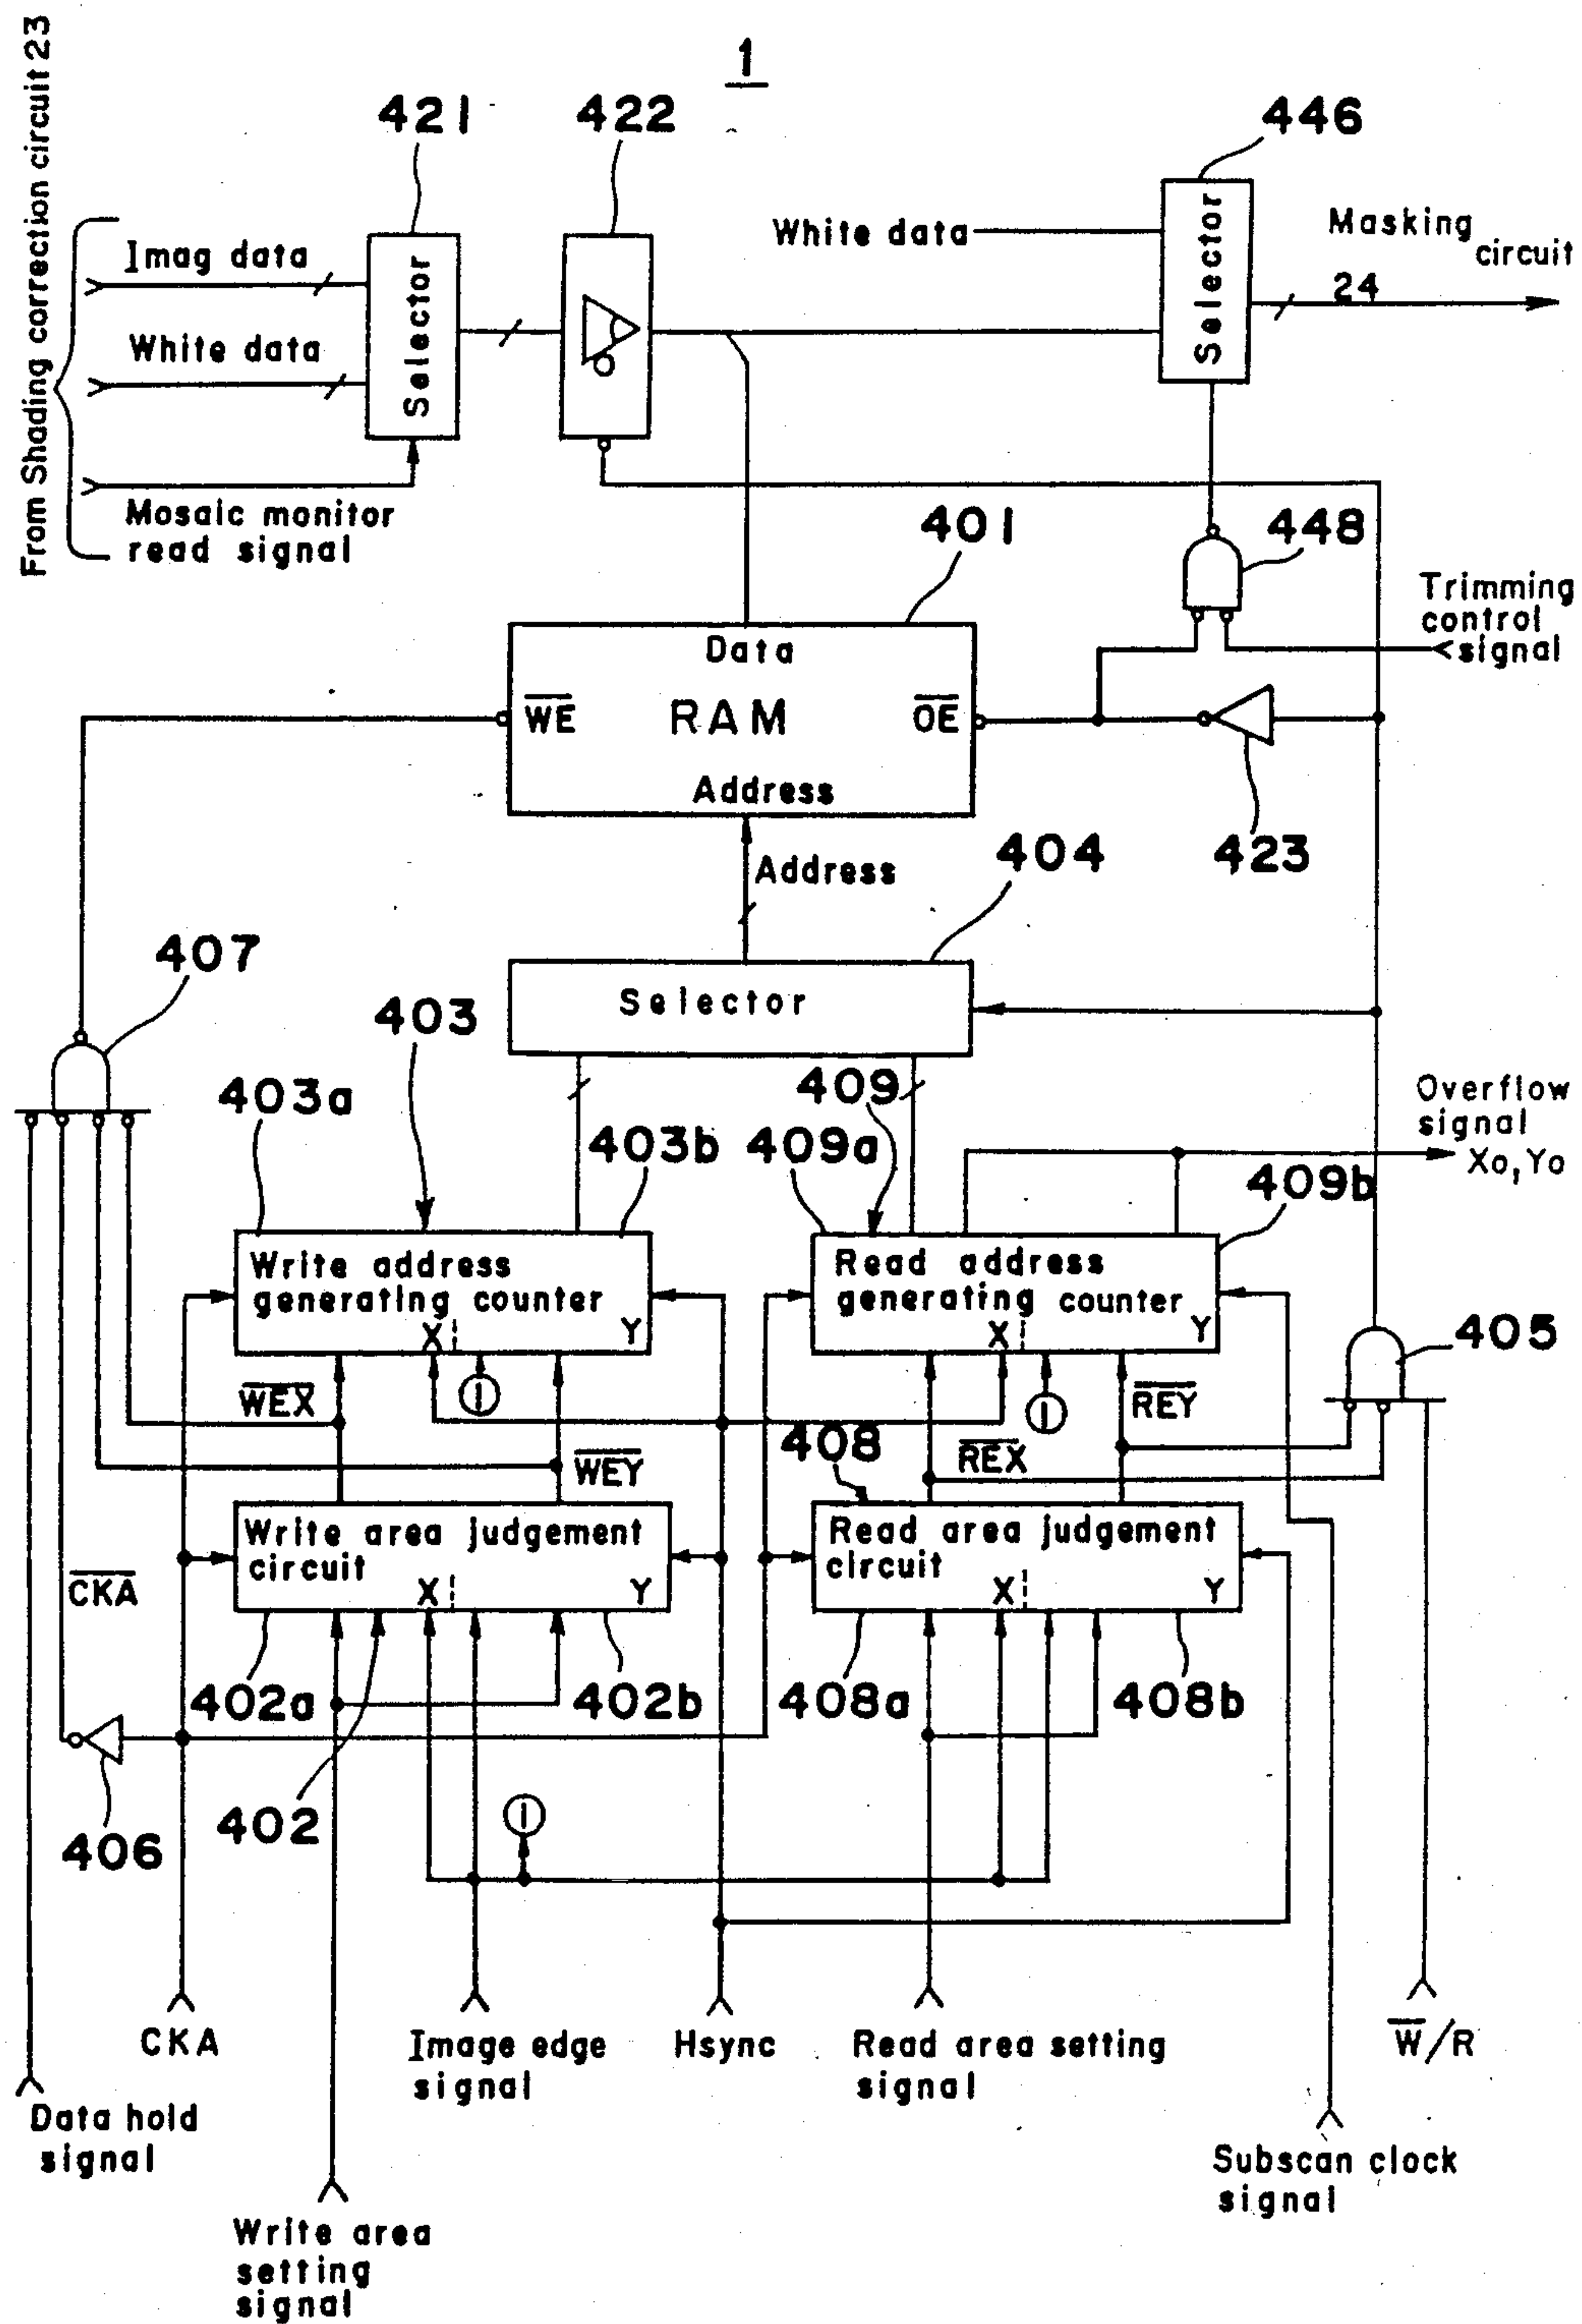 1
From Shading correction circuit 23
421
422
446
Imag data
White data
Mosaic monitor
read signal
Selector
White data
Selector
Masking
circuit
24
401
448
Trimming
control
signal
Data
WE
RAM
OE
Address
423
Address
404
407
Selector
403
403a
403b
409
409a
409b
Overflow
signal
Xo, Yo
Write address
generating counter
X
Y
Read address
generating counter
X
Y
405
WEX
1
WEY
REX
1
REY
408
Write area judgement
circuit
X
Y
Read area judgement
circuit
X
Y
CKA
402a
402b
408a
408b
402
406
1
CKA
Image edge
signal
Hsync
Read area setting
signal
W/R
Data hold
signal
Subscan clock
signal
Write area
setting
signal